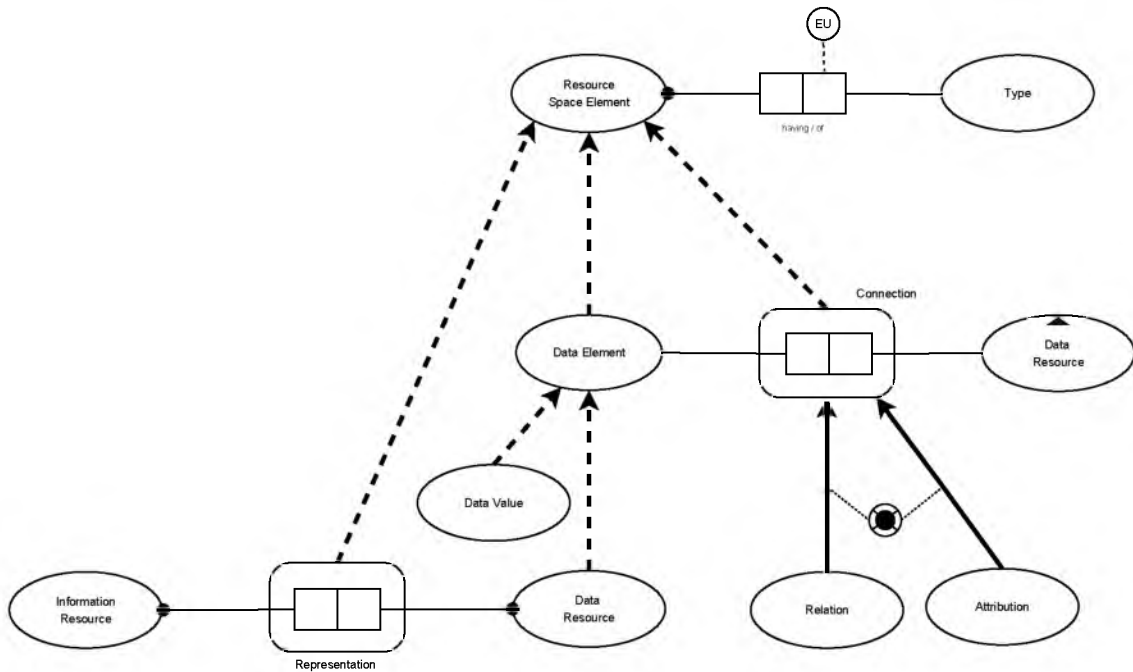 EU
Resource
Space Element
Type
having / of
Connection
Data Element
Data
Resource
Data Value
Information
Resource
Data
Resource
Relation
Attribution
Representation